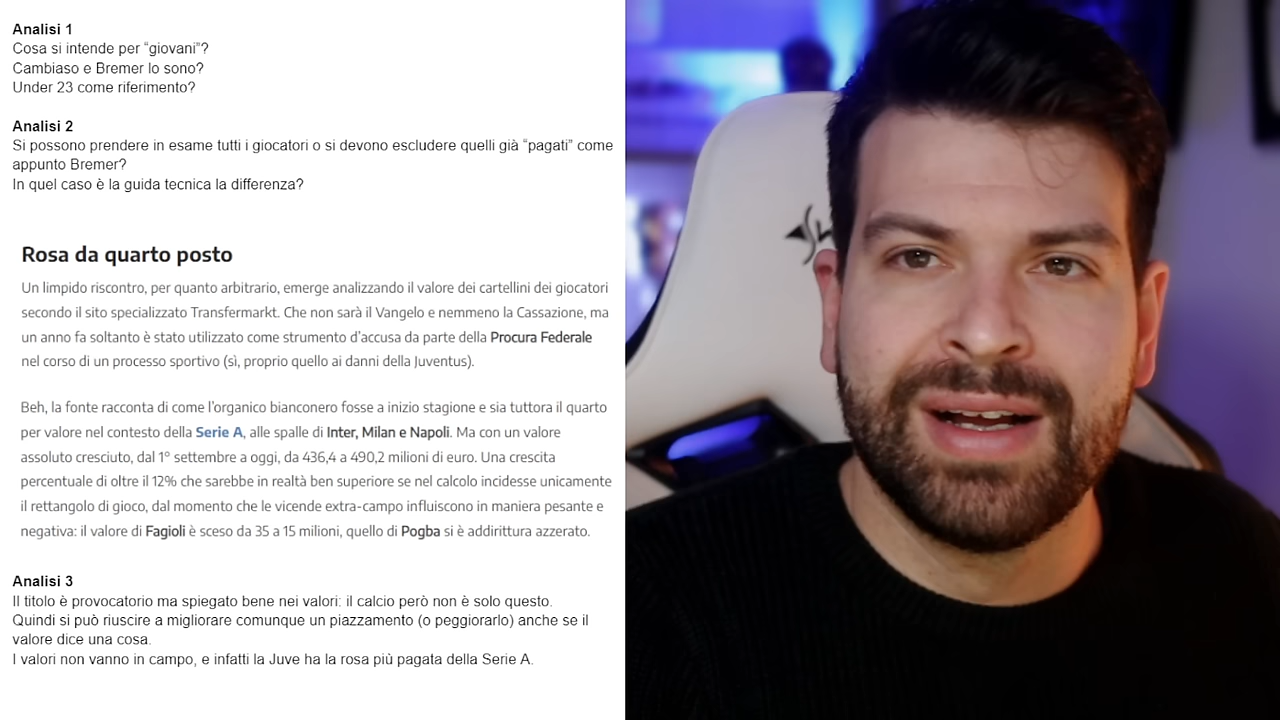 Analisi 1
Cosa si intende per “giovani”?
Cambiaso e Bremer lo sono?
Under 23 come riferimento?
Analisi 2
Si possono prendere in esame tutti i giocatori o si devono escludere quelli già “pagati” come
appunto Bremer?
In quel caso è la guida tecnica la differenza?
Rosa da quarto posto
Un limpido riscontro, per quanto arbitrario, emerge analizzando il valore dei cartellini dei giocatori
secondo il sito specializzato Transfermarkt. Che non sarà il Vangelo e nemmeno la Cassazione, ma
un anno fa soltanto è stato utilizzato come strumento d’accusa da parte della Procura Federale
nel corso di un processo sportivo (sì, proprio quello ai danni della Juventus).
Beh, la fonte racconta di come l’organico bianconero fosse a inizio stagione e sia tuttora il quarto
per valore nel contesto della Serie A, alle spalle di Inter, Milan e Napoli. Ma con un valore
assoluto cresciuto, dal 1° settembre a oggi, da 436,4 a 490,2 milioni di euro. Una crescita
percentuale di oltre il 12% che sarebbe in realtà ben superiore se nel calcolo incidesse unicamente
il rettangolo di gioco, dal momento che le vicende extra-campo influiscono in maniera pesante e
negativa: il valore di Fagioli è sceso da 35 a 15 milioni, quello di Pogba si è addirittura azzerato.
Analisi 3
Il titolo è provocatorio ma spiegato bene nei valori: il calcio però non è solo questo.
Quindi si può riuscire a migliorare comunque un piazzamento (o peggiorarlo) anche se il
valore dice una cosa.
I valori non vanno in campo, e infatti la Juve ha la rosa più pagata della Serie A.